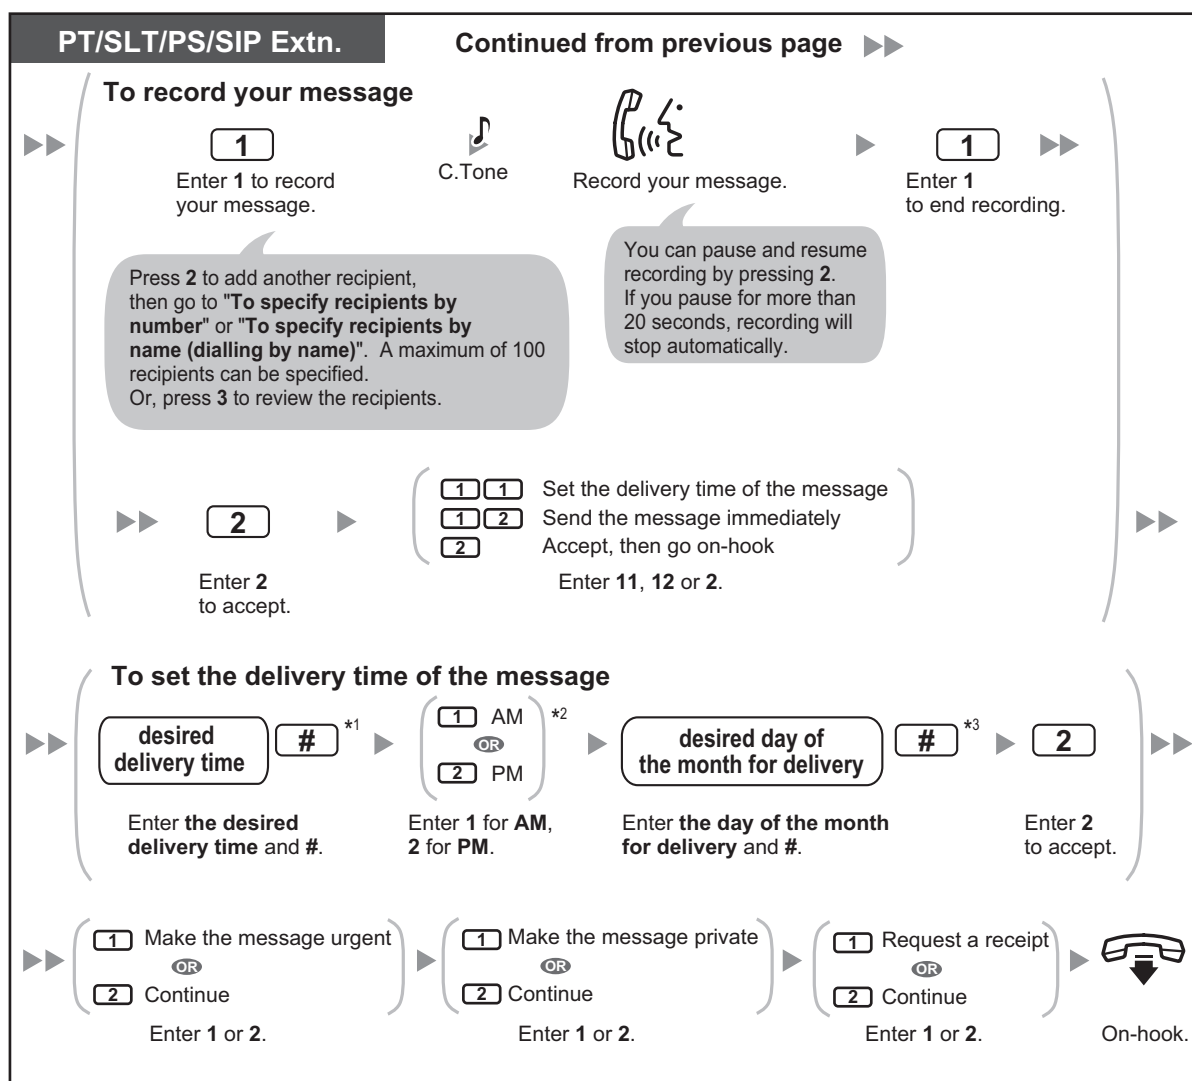 PT/SLT/PS/SIP Extn.
Continued from previous page
To record your message
1
Enter 1 to record
your message.
C.Tone
Record your message.
1
Enter 1
to end recording.
Press 2 to add another recipient,
then go to "To specify recipients by
number" or "To specify recipients by
name (dialling by name)". A maximum of 100
recipients can be specified.
Or, press 3 to review the recipients.
You can pause and resume
recording by pressing 2.
If you pause for more than
20 seconds, recording will
stop automatically.
2
Enter 2
to accept.
1 1 Set the delivery time of the message
1 2 Send the message immediately
2 Accept, then go on-hook
Enter 11, 12 or 2.
To set the delivery time of the message
desired
delivery time
# *1
Enter the desired
delivery time and #.
1 AM *2
OR
2 PM
Enter 1 for AM,
2 for PM.
desired day of
the month for delivery
# *3
Enter the day of the month
for delivery and #.
2
Enter 2
to accept.
1 Make the message urgent
OR
2 Continue
Enter 1 or 2.
1 Make the message private
OR
2 Continue
Enter 1 or 2.
1 Request a receipt
OR
2 Continue
Enter 1 or 2.
On-hook.